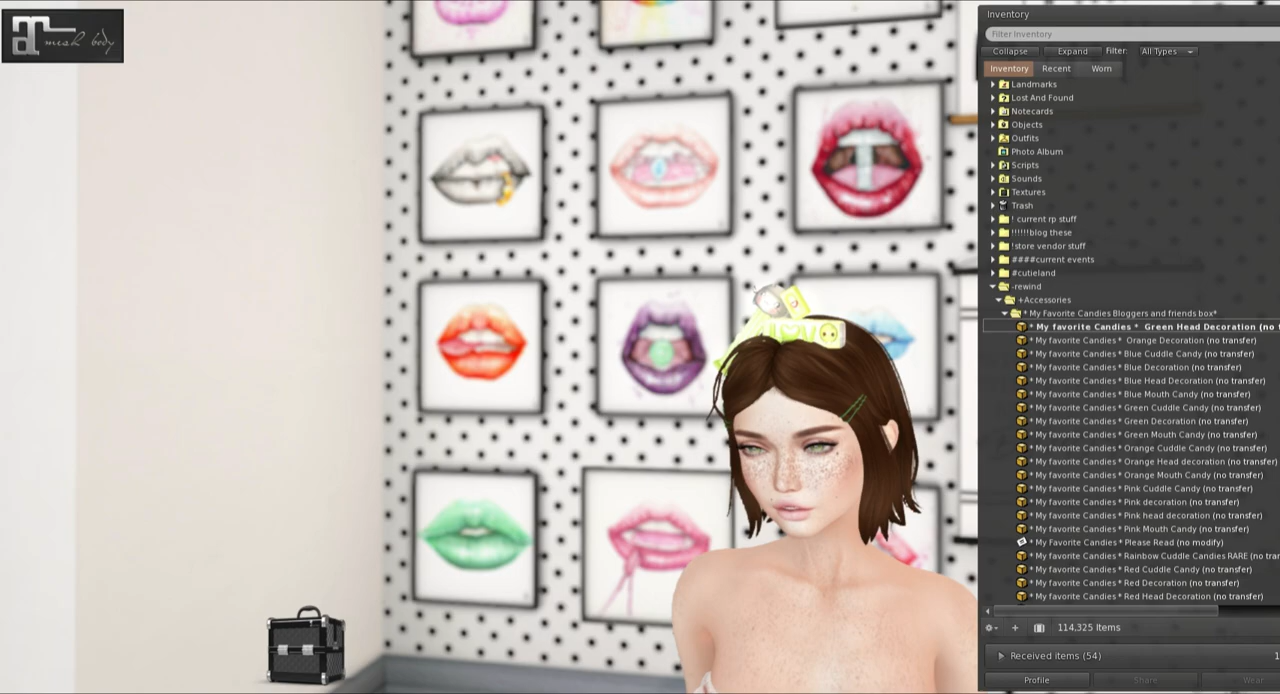 mesh body
Inventory
Filter Inventory
Collapse Expand Filter: All Types
Inventory Recent Worn
Landmarks
Lost And Found
Notecards
Objects
Outfits
Photo Album
Scripts
Sounds
Textures
Trash
! current rp stuff
!!!!!!blog these
!store vendor stuff
####current events
#cutieland
-rewind
+Accessories
* My Favorite Candies Bloggers and friends box*
* My favorite Candies * Green Head Decoration (no
* My favorite Candies * Orange Decoration (no transfer)
* My favorite Candies * Blue Cuddle Candy (no transfer)
* My favorite Candies * Blue Decoration (no transfer)
* My favorite Candies * Blue Head Decoration (no transfer)
* My favorite Candies * Blue Mouth Candy (no transfer)
* My favorite Candies * Green Cuddle Candy (no transfer)
* My favorite Candies * Green Decoration (no transfer)
* My favorite Candies * Green Mouth Candy (no transfer)
* My favorite Candies * Orange Cuddle Candy (no transfer)
* My favorite Candies * Orange Head decoration (no transfer)
* My favorite Candies * Orange Mouth Candy (no transfer)
* My favorite Candies * Pink Cuddle Candy (no transfer)
* My favorite Candies * Pink decoration (no transfer)
* My favorite Candies * Pink head decoration (no transfer)
* My favorite Candies * Pink Mouth Candy (no transfer)
* My Favorite Candies * Please Read (no modify)
* My favorite Candies * Rainbow Cuddle Candies RARE (no tra
* My favorite Candies * Red Cuddle Candy (no transfer)
* My favorite Candies * Red Decoration (no transfer)
* My favorite Candies * Red Head Decoration (no transfer)
114,325 Items
Received items (54) 1
Profile Share Wear